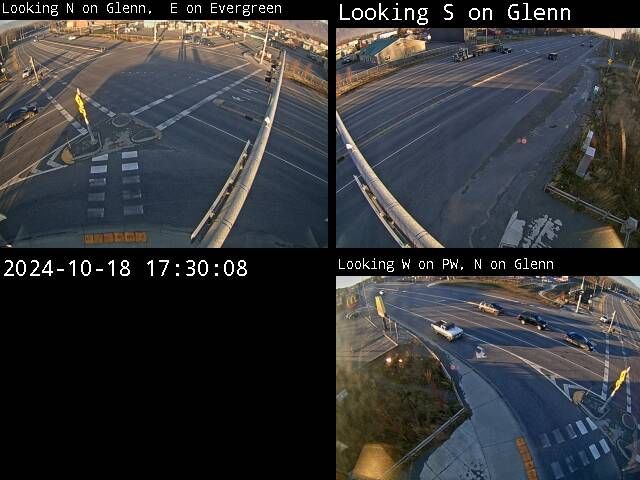 Looking N on Glenn, E on Evergreen
Looking S on Glenn
2024-10-18 17:30:08
Looking W on PW, N on Glenn